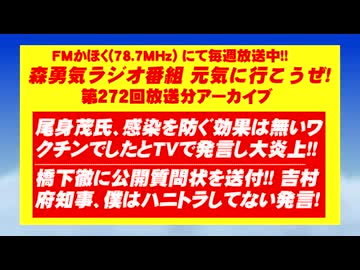 FMかほく(78.7MHz) にて毎週放送中!!
森勇気ラジオ番組 元気に行こうぜ!
第272回放送分アーカイブ
尾身茂氏、感染を防ぐ効果は無いワ
クチンでしたとTVで発言し大炎上!!
橋下徹に公開質問状を送付!! 吉村
府知事、僕はハニトラしてない発言!